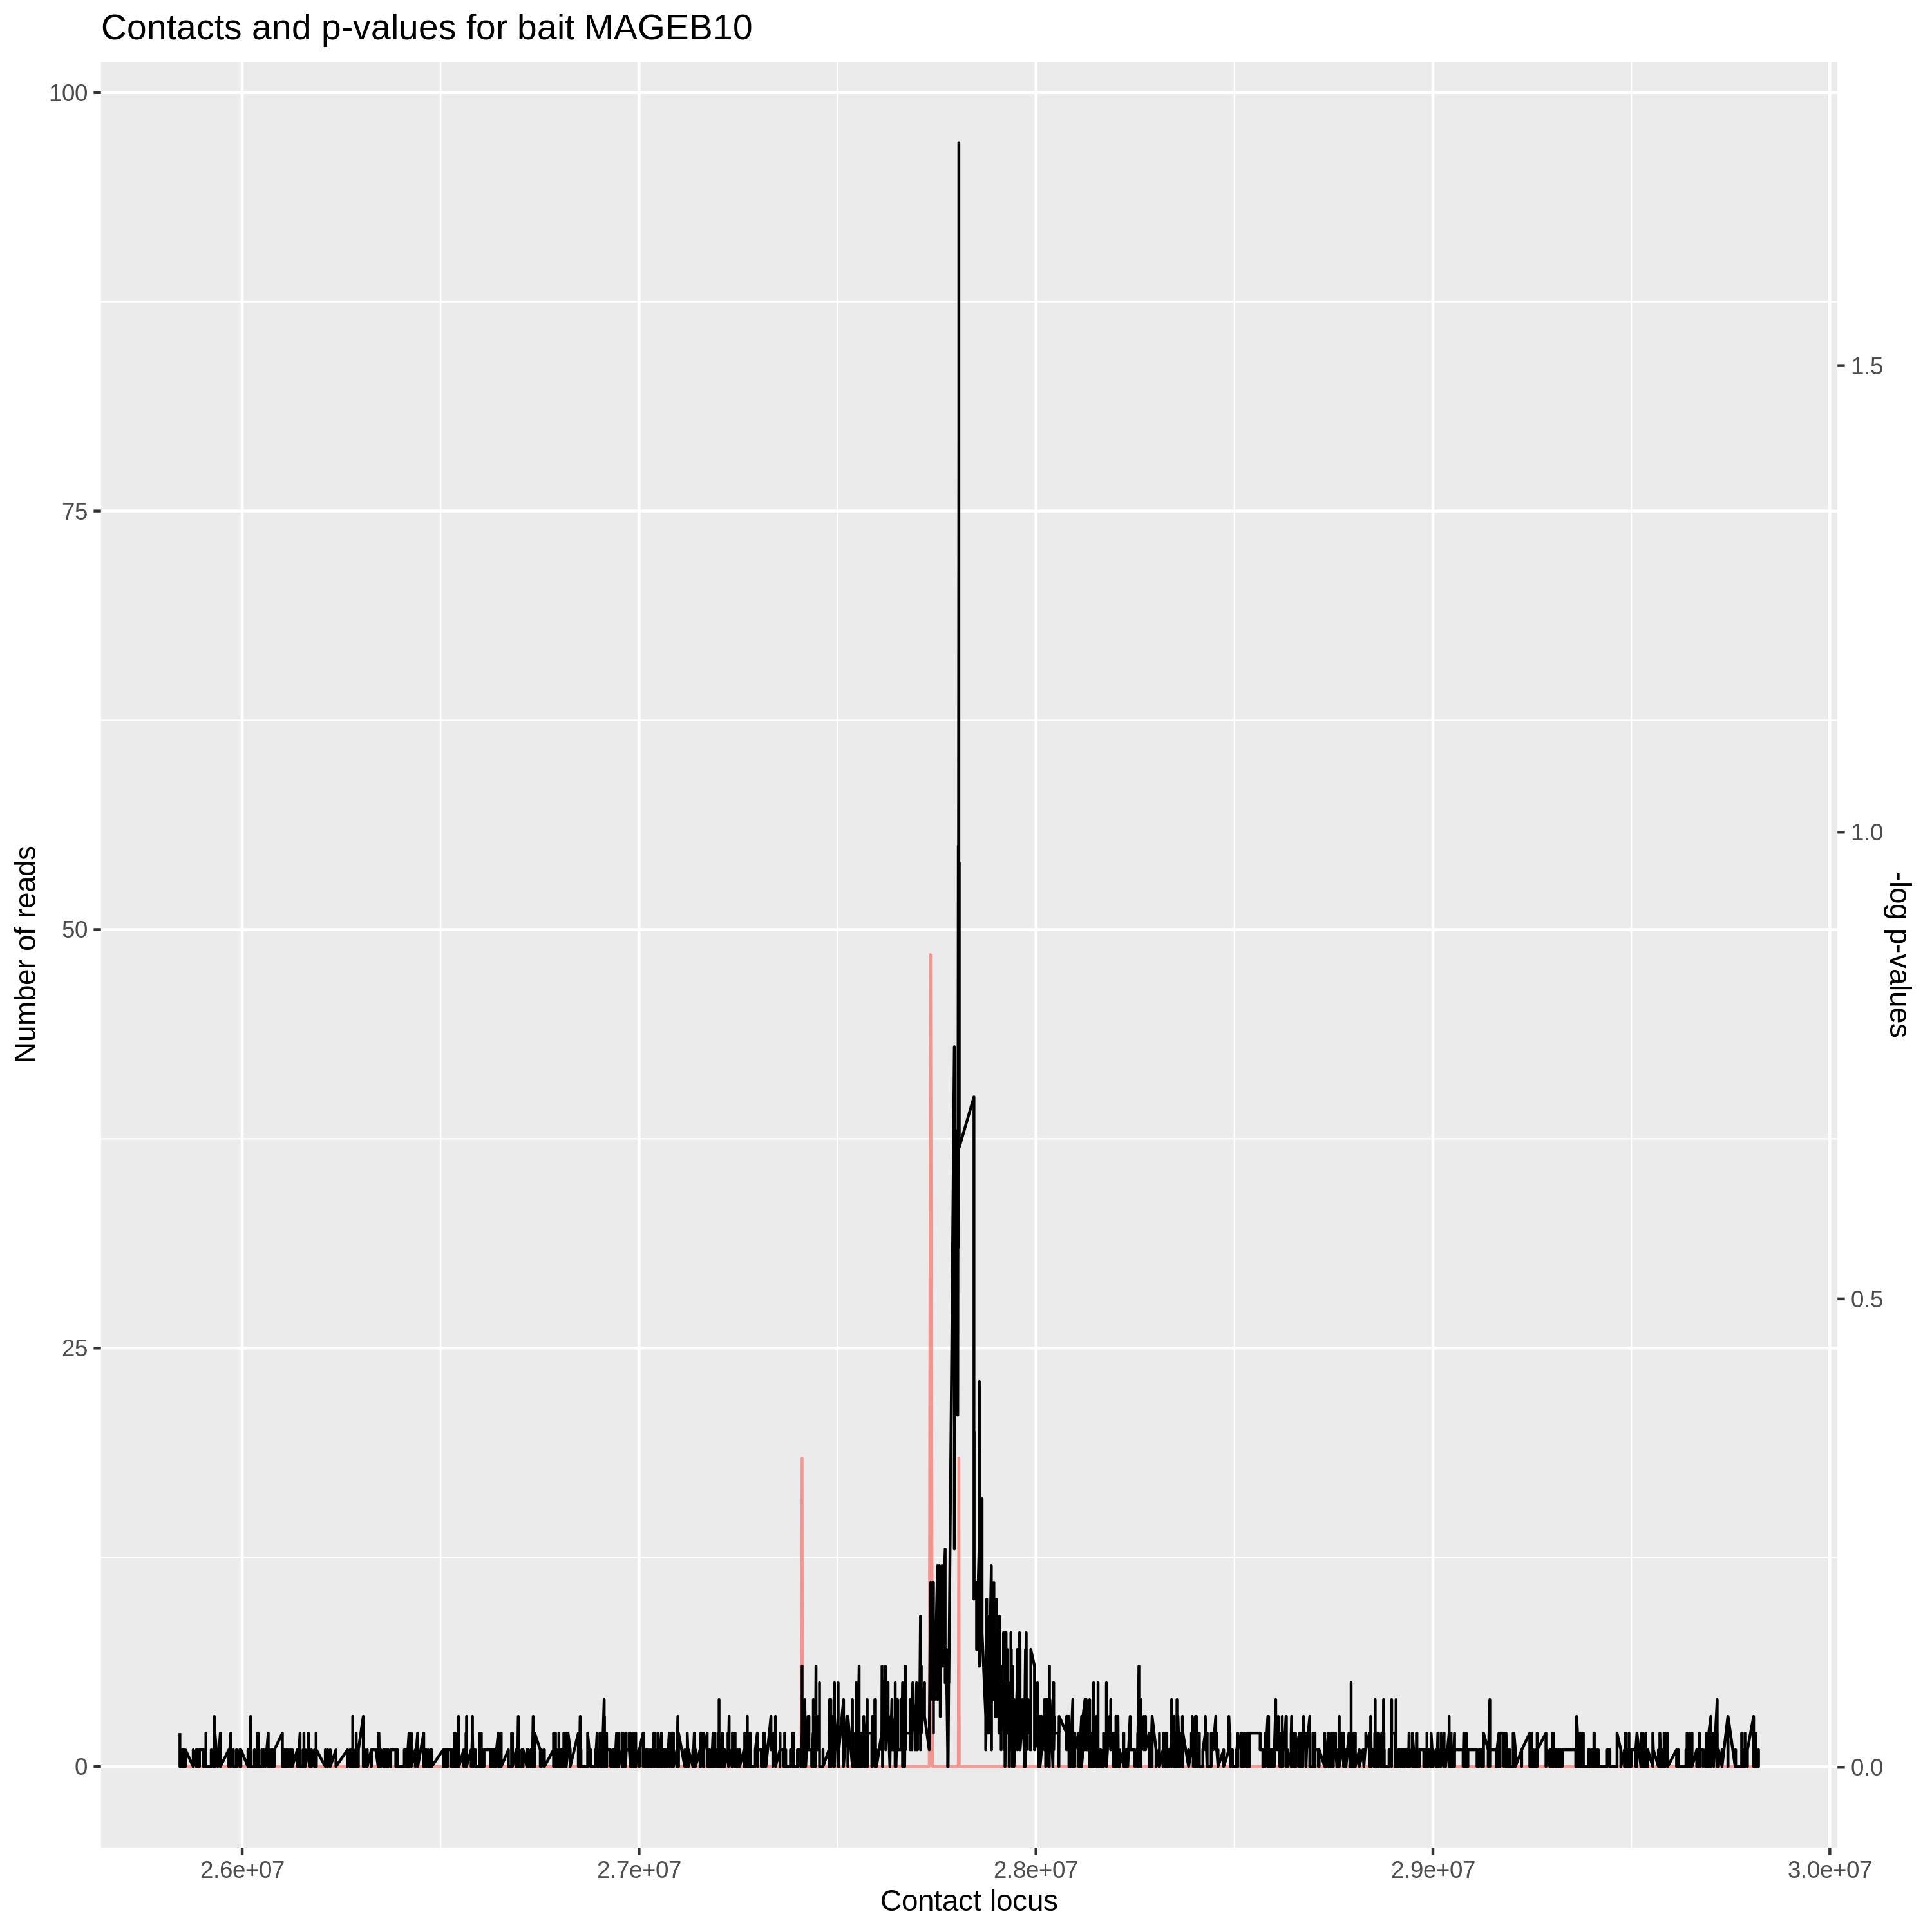 Contacts and p-values for bait MAGEB10
100
75
50
25
0
Number of reads
1.5
1.0
0.5
0.0
-log p-values
2.6e+07
2.7e+07
2.8e+07
2.9e+07
3.0e+07
Contact locus